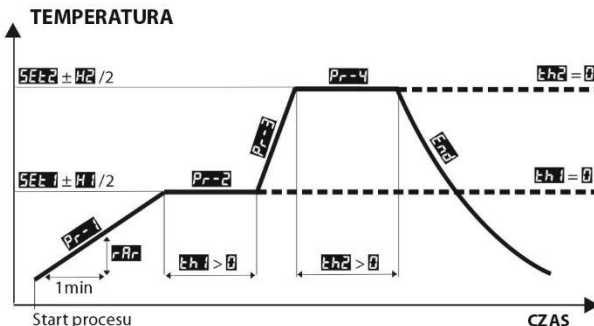 TEMPERATURA
SEt2 ± H2 /2
Pr-4
th2 = 0
Pr-3
End
SEt1 ± H1 /2
Pr-2
th1 = 0
Pr-1
rAr
th1 > 0
th2 > 0
1min
Start procesu
CZAS